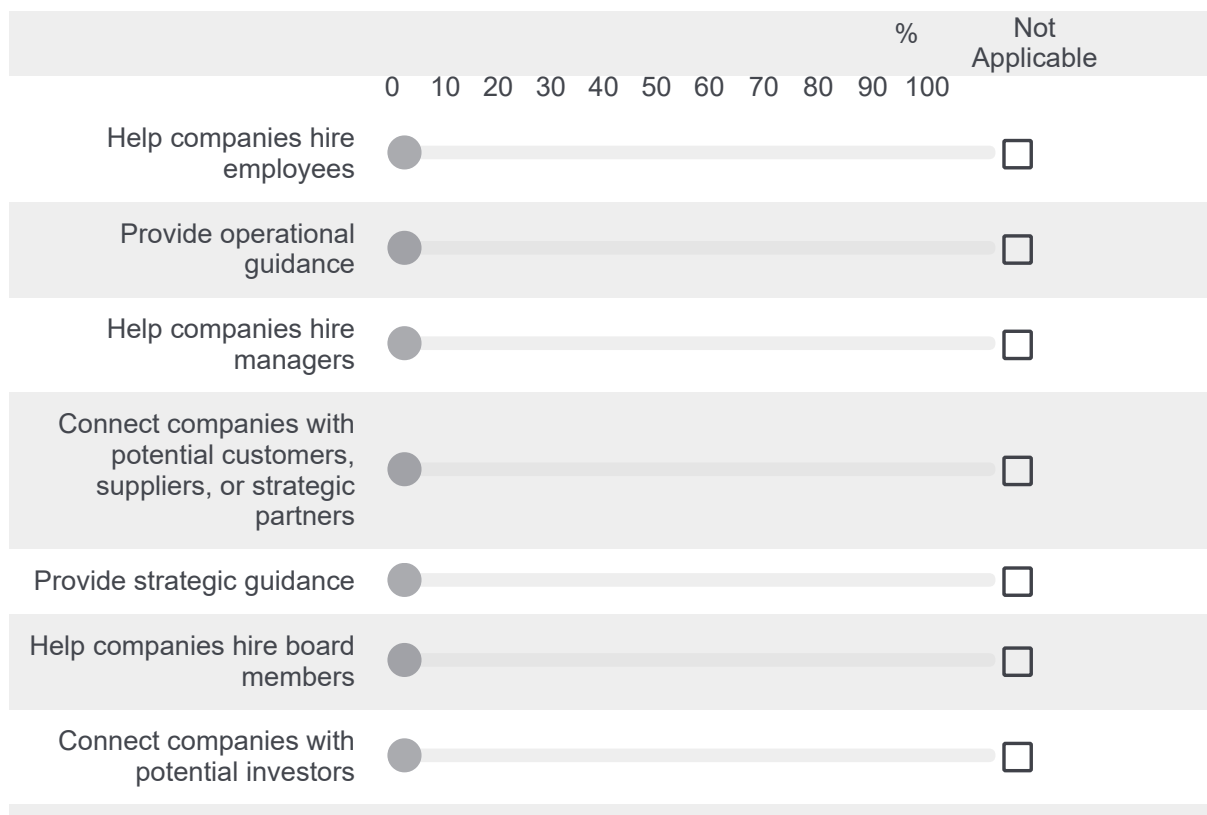 % Not
Applicable
0 10 20 30 40 50 60 70 80 90 100
Help companies hire
employees
Provide operational
guidance
Help companies hire
managers
Connect companies with
potential customers,
suppliers, or strategic
partners
Provide strategic guidance
Help companies hire board
members
Connect companies with
potential investors